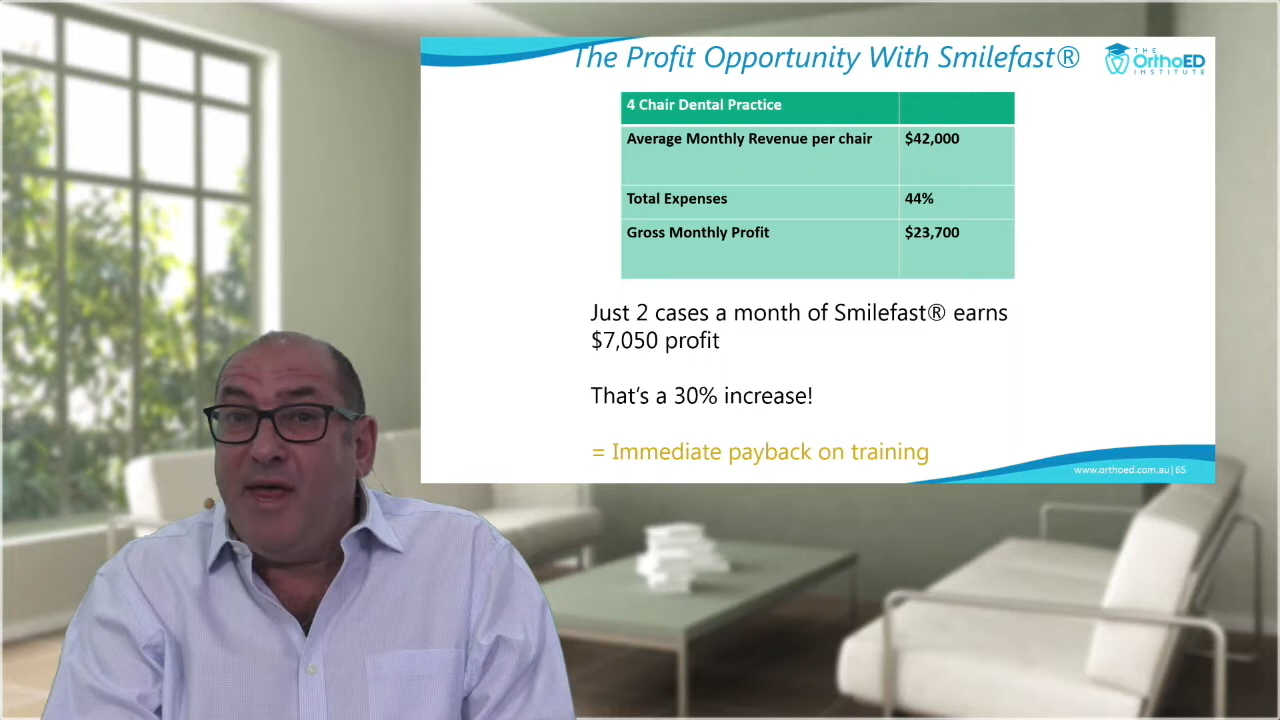 The Profit Opportunity With Smilefast®
THE
OrthoED
INSTITUTE
4 Chair Dental Practice
Average Monthly Revenue per chair $42,000
Total Expenses 44%
Gross Monthly Profit $23,700
Just 2 cases a month of Smilefast® earns
$7,050 profit
That's a 30% increase!
= Immediate payback on training
www.orthoed.com.au| 65